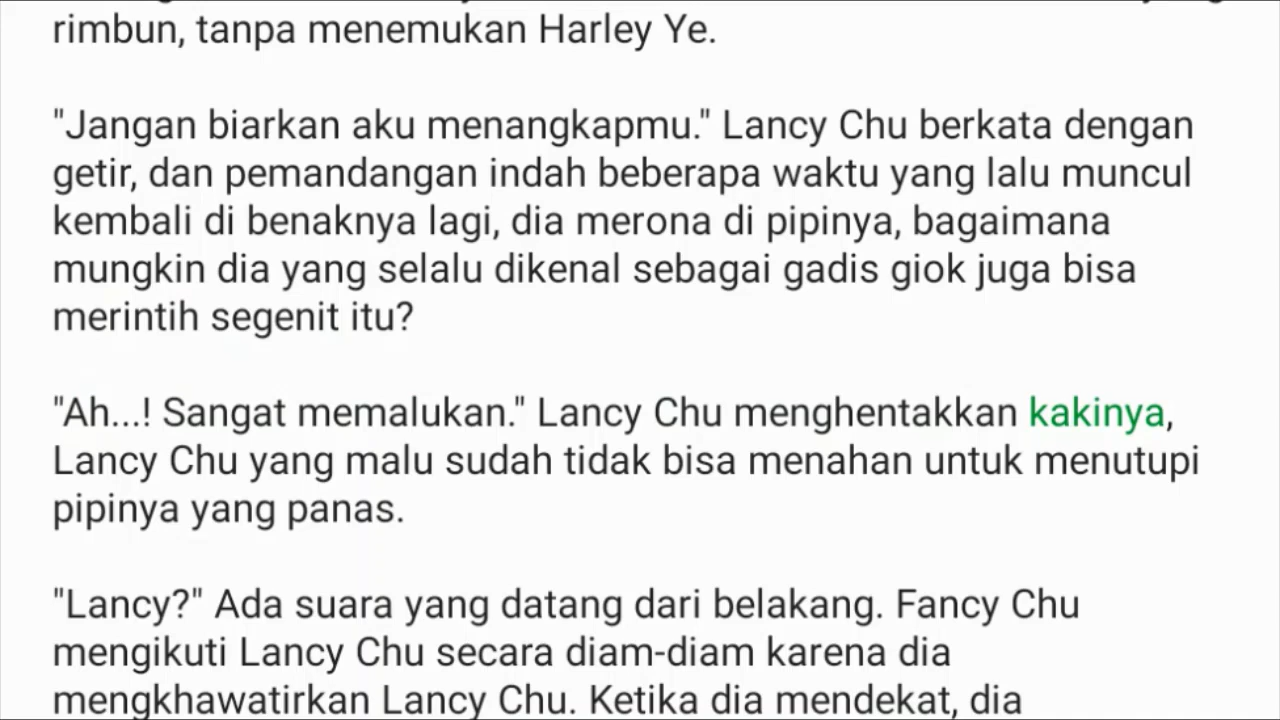 rimbun, tanpa menemukan Harley Ye.
"Jangan biarkan aku menangkapmu." Lancy Chu berkata dengan
getir, dan pemandangan indah beberapa waktu yang lalu muncul
kembali di benaknya lagi, dia merona di pipinya, bagaimana
mungkin dia yang selalu dikenal sebagai gadis giok juga bisa
merintih segenit itu?
"Ah...! Sangat memalukan." Lancy Chu menghentakkan kakinya,
Lancy Chu yang malu sudah tidak bisa menahan untuk menutupi
pipinya yang panas.
"Lancy?" Ada suara yang datang dari belakang. Fancy Chu
mengikuti Lancy Chu secara diam-diam karena dia
mengkhawatirkan Lancy Chu. Ketika dia mendekat, dia